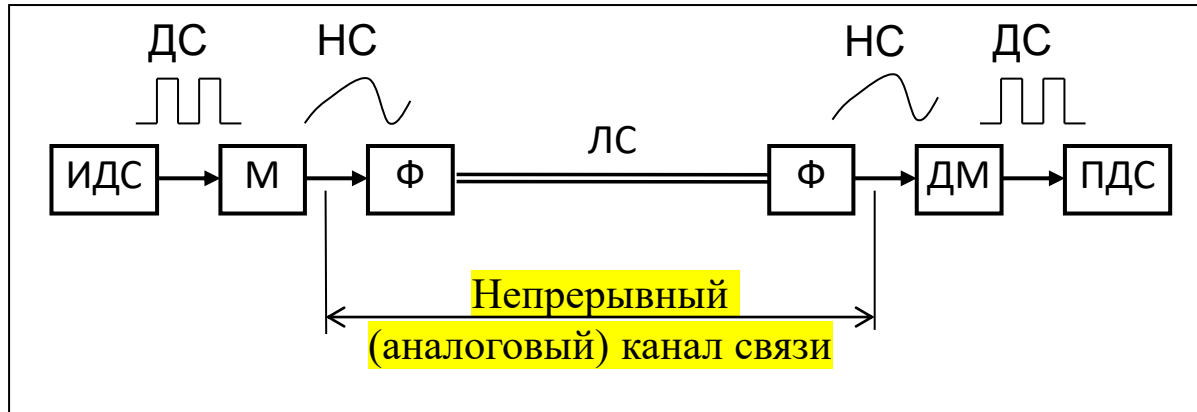 ДС НС НС ДС
ЛС
ИДС М Ф Ф ДМ ПДС
Непрерывный
(аналоговый) канал связи